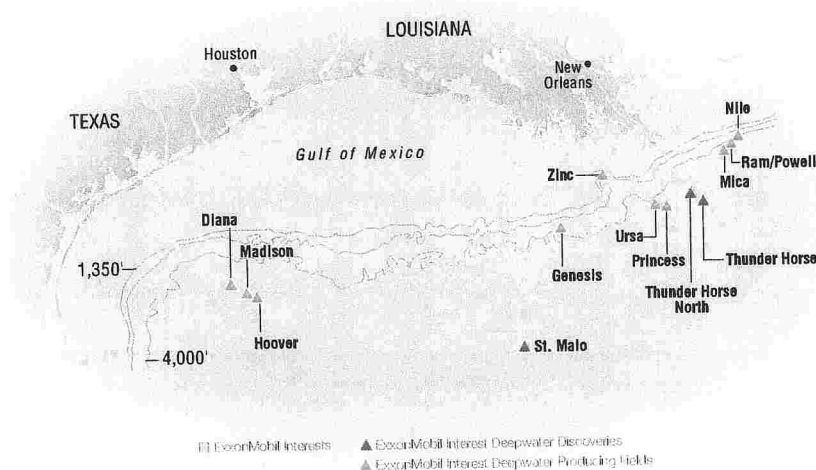 LOUISIANA
Houston
New
Orleans
TEXAS
Nile
Gulf of Mexico
Ram/Powell
Zinc
Mica
Diana
Madison
Ursa
Princess
Thunder Horse
1,350'
Genesis
Thunder Horse
North
Hoover
St. Malo
4,000'
ExxonMobil Interests
ExxonMobil Interest Deepwater Discoveries
ExxonMobil Interest Deepwater Producing Fields